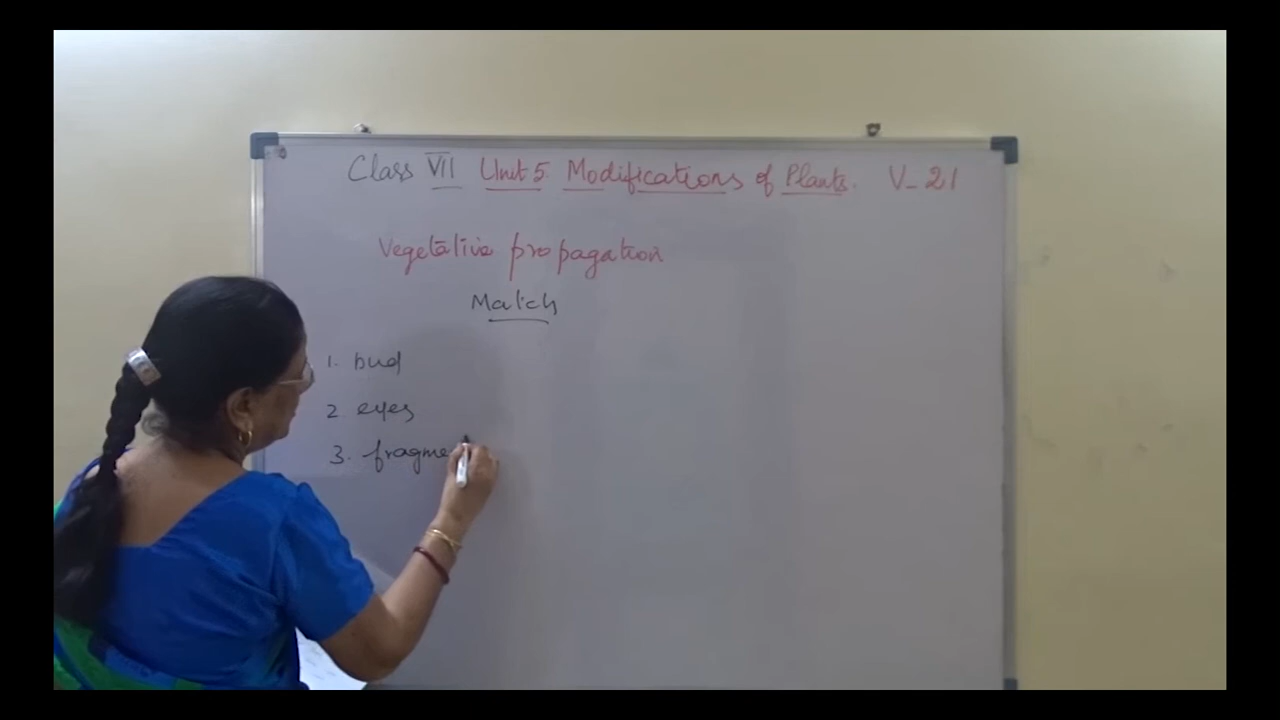 Class VII Unit 5. Modifications of Plants. V-21
Vegetative propagation
Match
1. bud
2 eyes
3. fragme